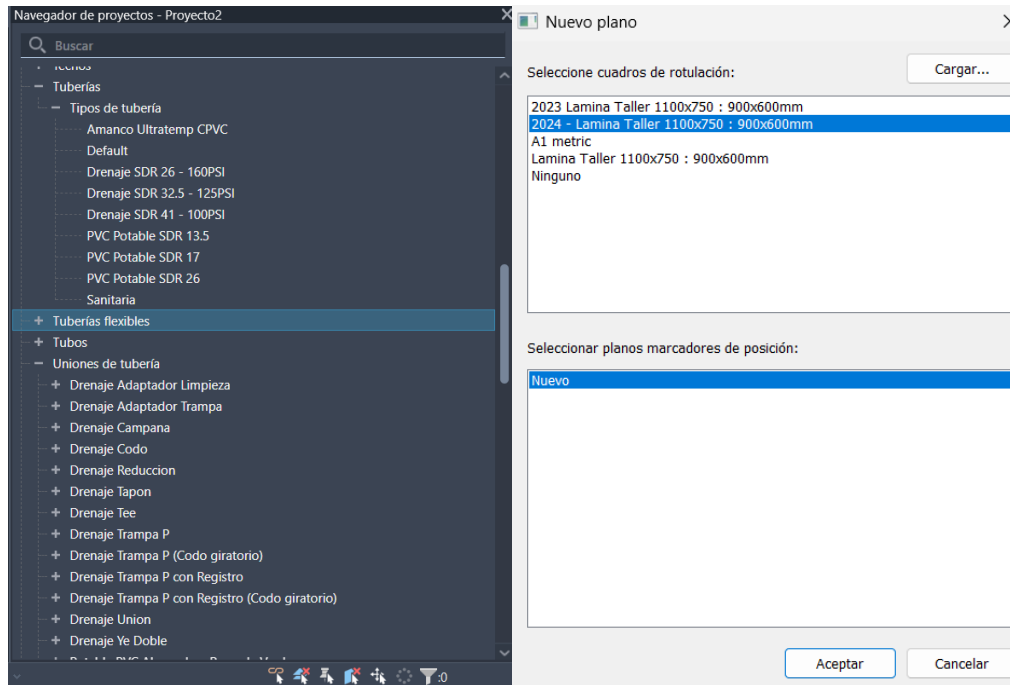 Navegador de proyectos - Proyecto2
Buscar
Techos
Tuberías
Tipos de tubería
Amanco Ultratemp CPVC
Default
Drenaje SDR 26 - 160PSI
Drenaje SDR 32.5 - 125PSI
Drenaje SDR 41 - 100PSI
PVC Potable SDR 13.5
PVC Potable SDR 17
PVC Potable SDR 26
Sanitaria
Tuberías flexibles
Tubos
Uniones de tubería
Drenaje Adaptador Limpieza
Drenaje Adaptador Trampa
Drenaje Campana
Drenaje Codo
Drenaje Reduccion
Drenaje Tapon
Drenaje Tee
Drenaje Trampa P
Drenaje Trampa P (Codo giratorio)
Drenaje Trampa P con Registro
Drenaje Trampa P con Registro (Codo giratorio)
Drenaje Union
Drenaje Ye Doble
:0
Nuevo plano
Seleccione cuadros de rotulación:
Cargar...
2023 Lamina Taller 1100x750 : 900x600mm
2024 - Lamina Taller 1100x750 : 900x600mm
A1 metric
Lamina Taller 1100x750 : 900x600mm
Ninguno
Seleccionar planos marcadores de posición:
Nuevo
Aceptar
Cancelar